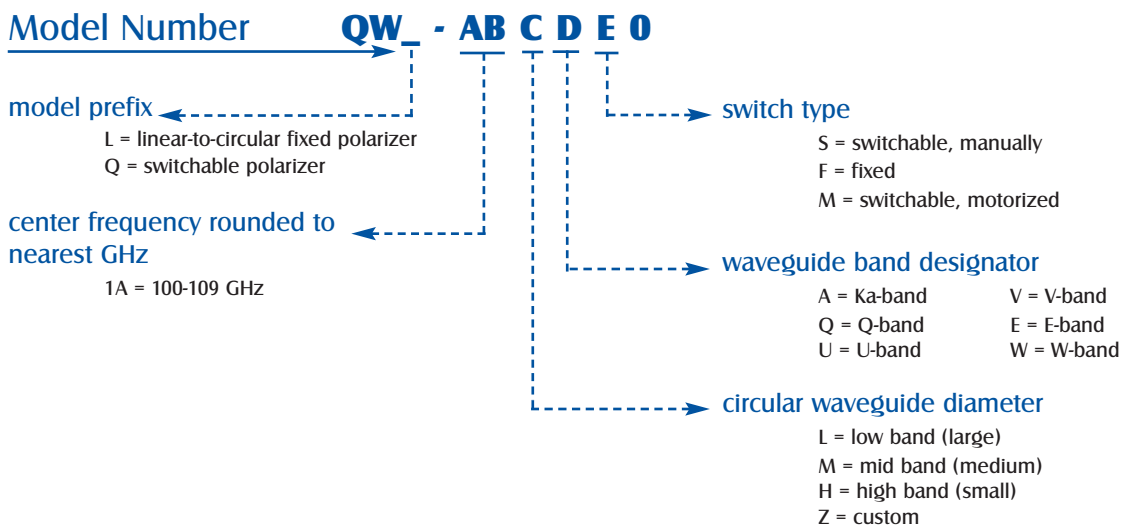 Model Number QW_ - AB C D E 0
model prefix
L = linear-to-circular fixed polarizer
Q = switchable polarizer
center frequency rounded to
nearest GHz
1A = 100-109 GHz
switch type
S = switchable, manually
F = fixed
M = switchable, motorized
waveguide band designator
A = Ka-band V = V-band
Q = Q-band E = E-band
U = U-band W = W-band
circular waveguide diameter
L = low band (large)
M = mid band (medium)
H = high band (small)
Z = custom